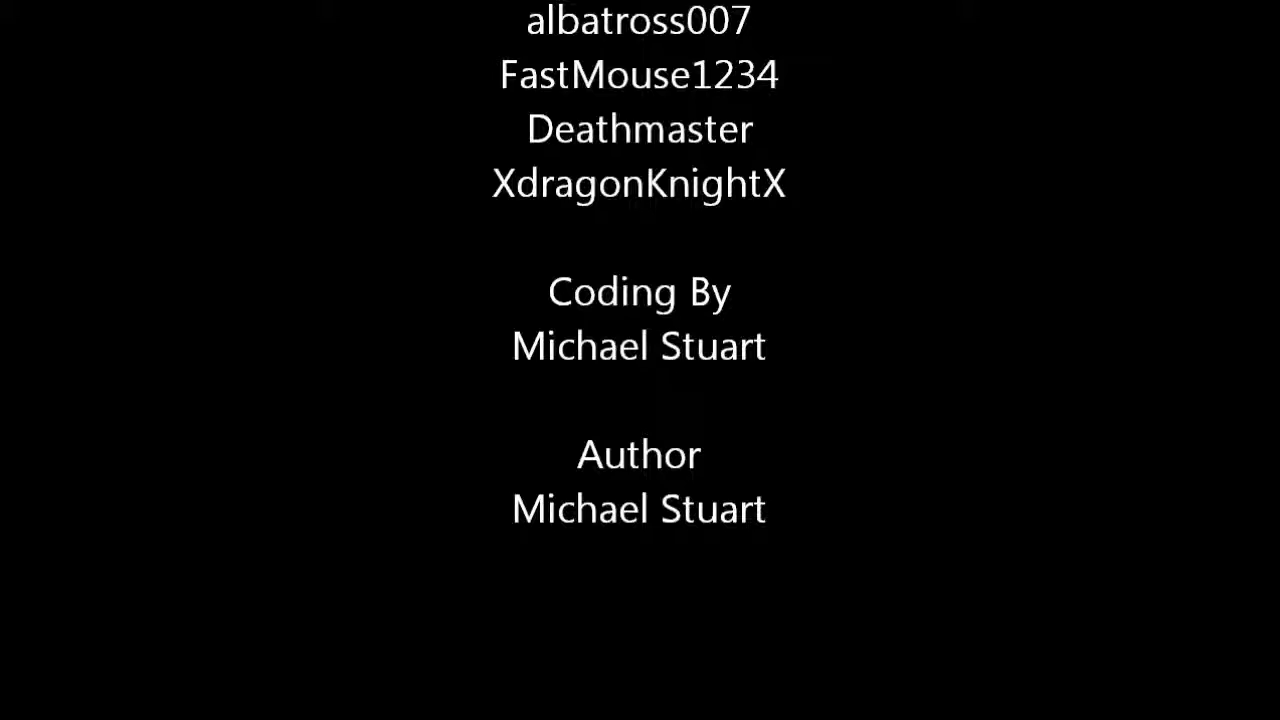 albatross007
FastMouse1234
Deathmaster
XdragonKnightX
Coding By
Michael Stuart
Author
Michael Stuart